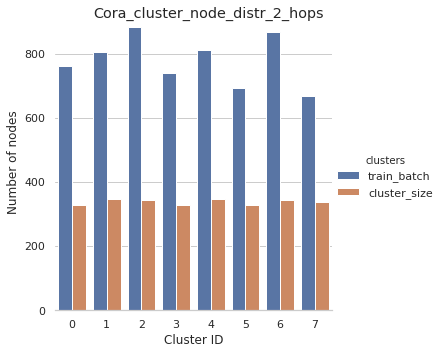 Cora_cluster_node_distr_2_hops
Number of nodes
800
600
400
200
0
0 1 2 3 4 5 6 7
Cluster ID
clusters
train_batch
cluster_size